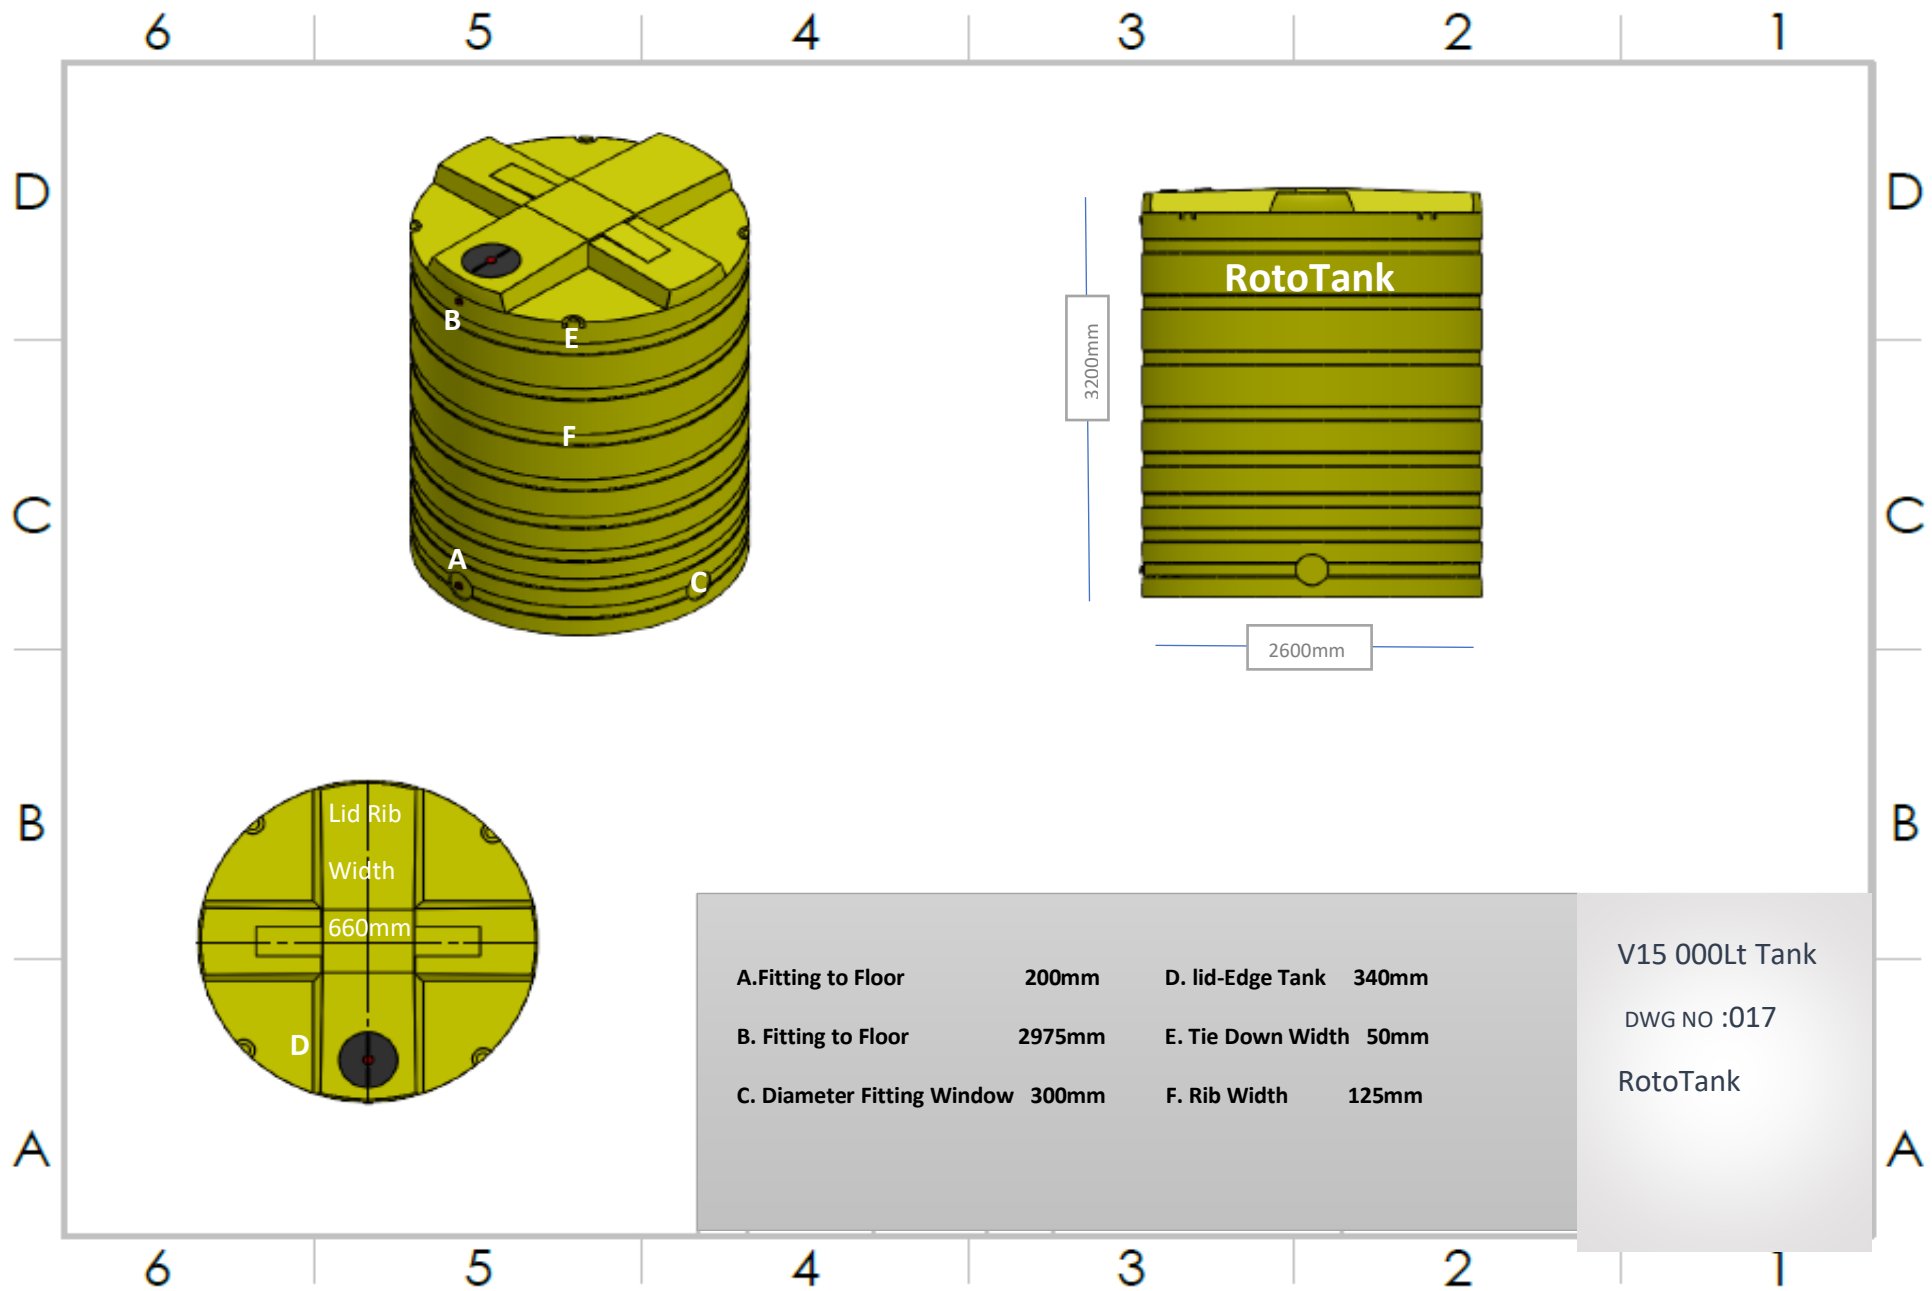 6 5 4 3 2 1
D D
RotoTank
B
E
3200mm
F
C C
A
C
2600mm
Lid Rib
B B
Width
660mm
V15 000Lt Tank
A.Fitting to Floor 200mm D. lid-Edge Tank 340mm
DWG NO :017
B. Fitting to Floor 2975mm E. Tie Down Width 50mm
D
RotoTank
C. Diameter Fitting Window 300mm F. Rib Width 125mm
A A
6 5 4 3 2 1